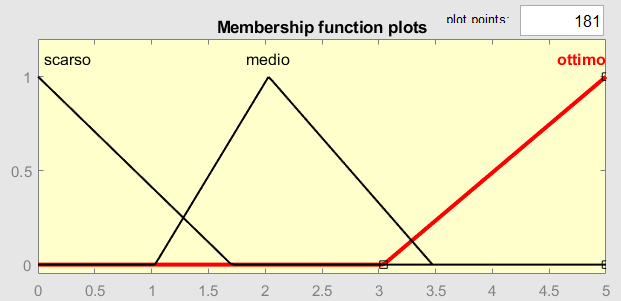 Membership function plots
plot points:
181
scarso
medio
ottimo
1
0.5
0
0 0.5 1 1.5 2 2.5 3 3.5 4 4.5 5